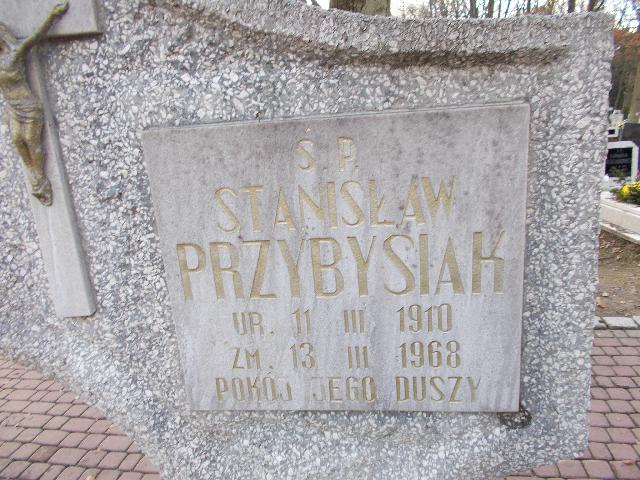 Ś P.
STANISŁAW
PRZYBYSIAK
UR. 11 III 1910
ZM. 13 III 1968
POKÓJ JEGO DUSZY